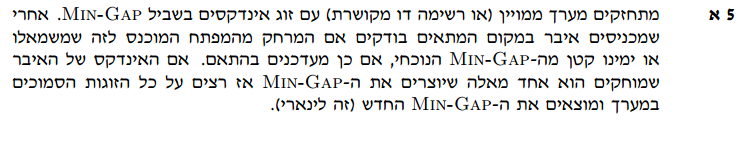 5 א מתחזקים מערך ממויין (או רשימה דו מקושרת) עם זוג אינדקסים בשביל MIN-GAP. אחרי
שמכניסים איבר במקום המתאים בודקים אם המרחק מהמפתח המוכנס לזה שמשמאלו
או ימינו קטן מה-MIN-GAP הנוכחי, אם כן מעדכנים בהתאם. אם האינדקס של האיבר
שמוחקים הוא אחד מאלה שיוצרים את ה-MIN-GAP אז רצים על כל הזוגות הסמוכים
במערך ומוצאים את ה-MIN-GAP החדש (זה לינארי).